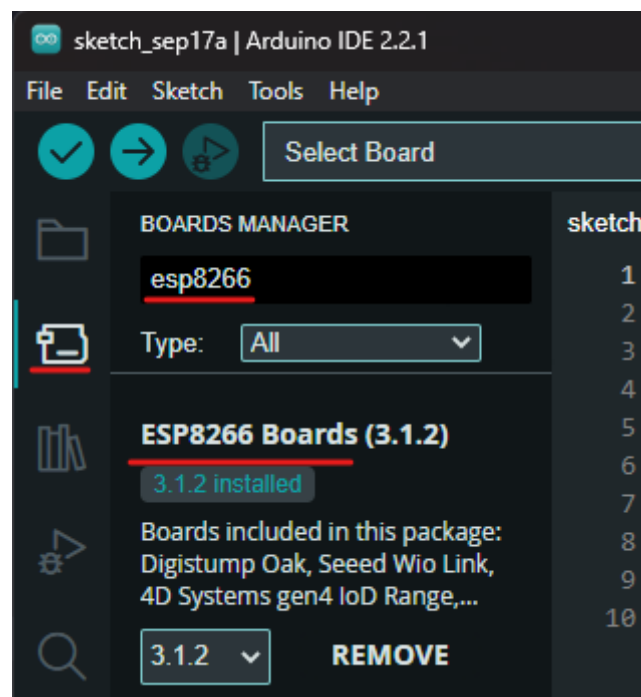 sketch_sep17a | Arduino IDE 2.2.1
File Edit Sketch Tools Help
Select Board
BOARDS MANAGER
esp8266
Type: All
ESP8266 Boards (3.1.2)
3.1.2 installed
Boards included in this package:
Digistump Oak, Seeed Wio Link,
4D Systems gen4 IoD Range,...
3.1.2 REMOVE
sketch
1
2
3
4
5
6
7
8
9
10